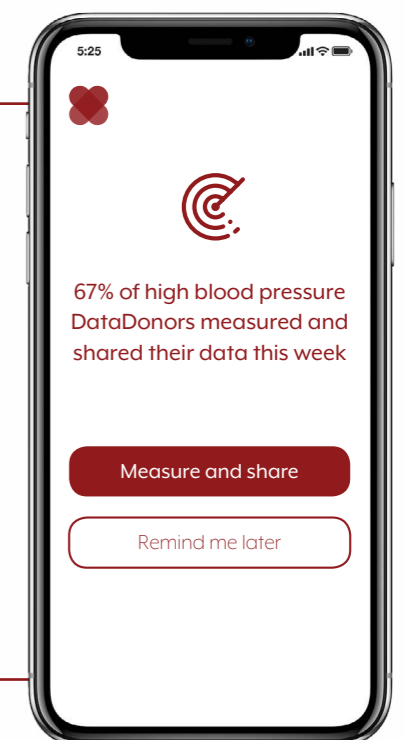 5:25
67% of high blood pressure
DataDonors measured and
shared their data this week
Measure and share
Remind me later